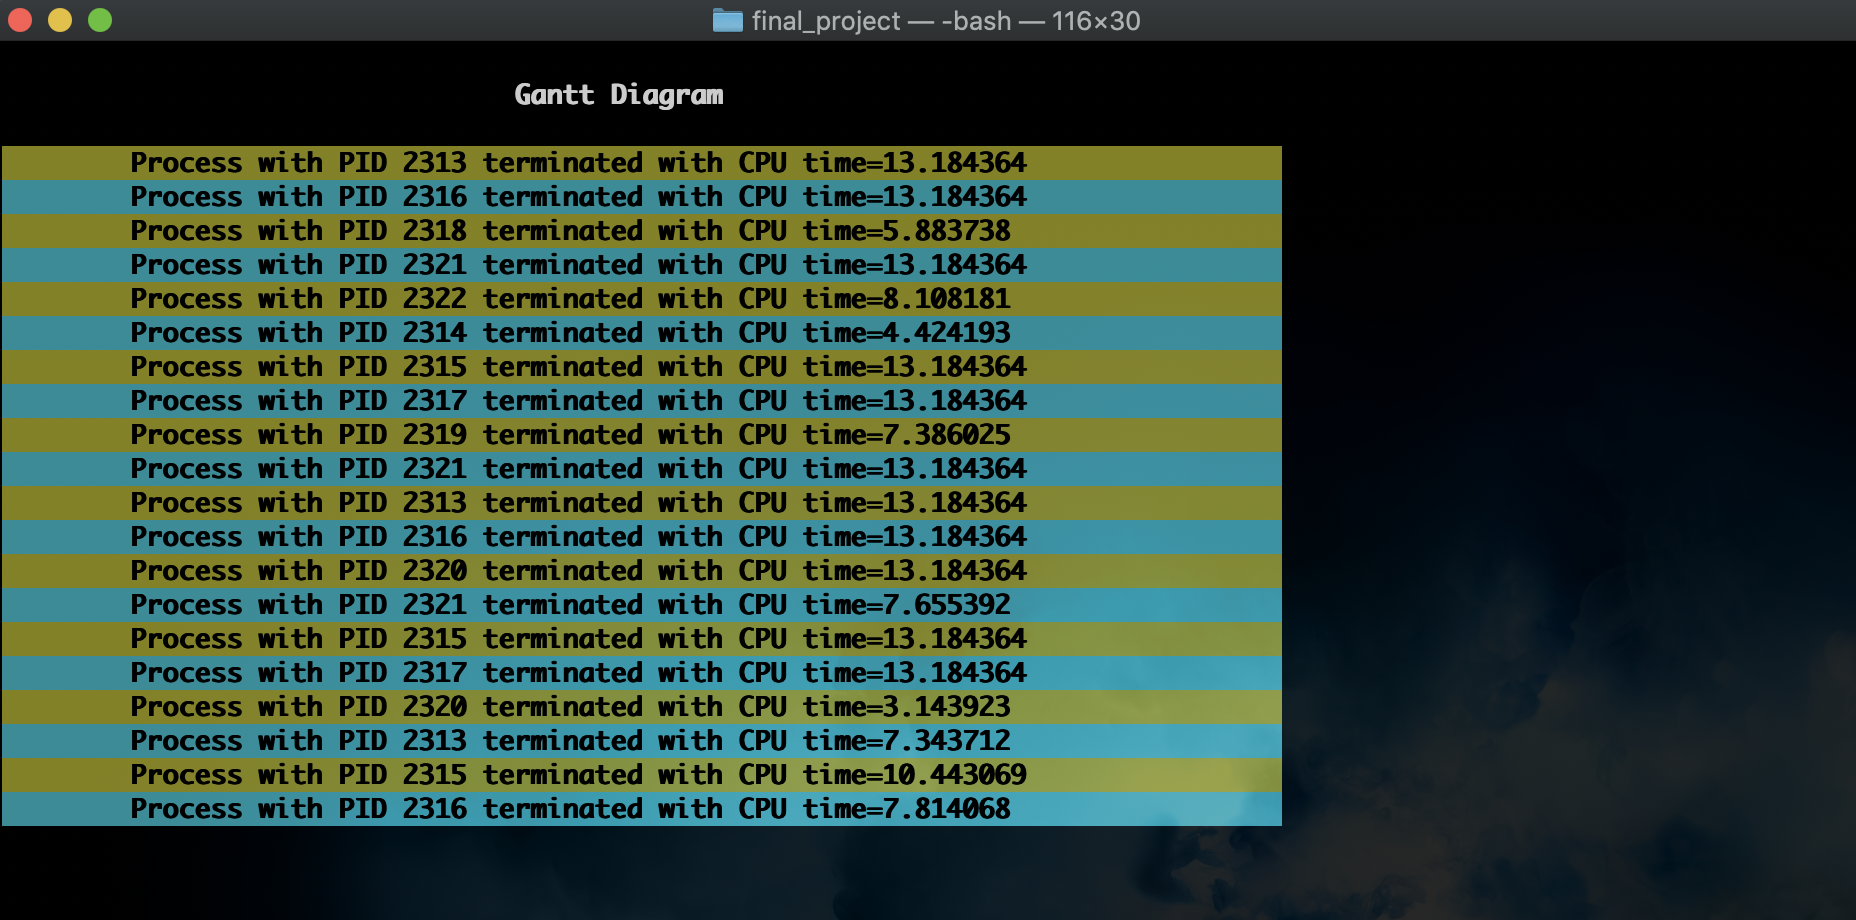 final_project — -bash — 116×30
Gantt Diagram
Process with PID 2313 terminated with CPU time=13.184364
Process with PID 2316 terminated with CPU time=13.184364
Process with PID 2318 terminated with CPU time=5.883738
Process with PID 2321 terminated with CPU time=13.184364
Process with PID 2322 terminated with CPU time=8.108181
Process with PID 2314 terminated with CPU time=4.424193
Process with PID 2315 terminated with CPU time=13.184364
Process with PID 2317 terminated with CPU time=13.184364
Process with PID 2319 terminated with CPU time=7.386025
Process with PID 2321 terminated with CPU time=13.184364
Process with PID 2313 terminated with CPU time=13.184364
Process with PID 2316 terminated with CPU time=13.184364
Process with PID 2320 terminated with CPU time=13.184364
Process with PID 2321 terminated with CPU time=7.655392
Process with PID 2315 terminated with CPU time=13.184364
Process with PID 2317 terminated with CPU time=13.184364
Process with PID 2320 terminated with CPU time=3.143923
Process with PID 2313 terminated with CPU time=7.343712
Process with PID 2315 terminated with CPU time=10.443069
Process with PID 2316 terminated with CPU time=7.814068